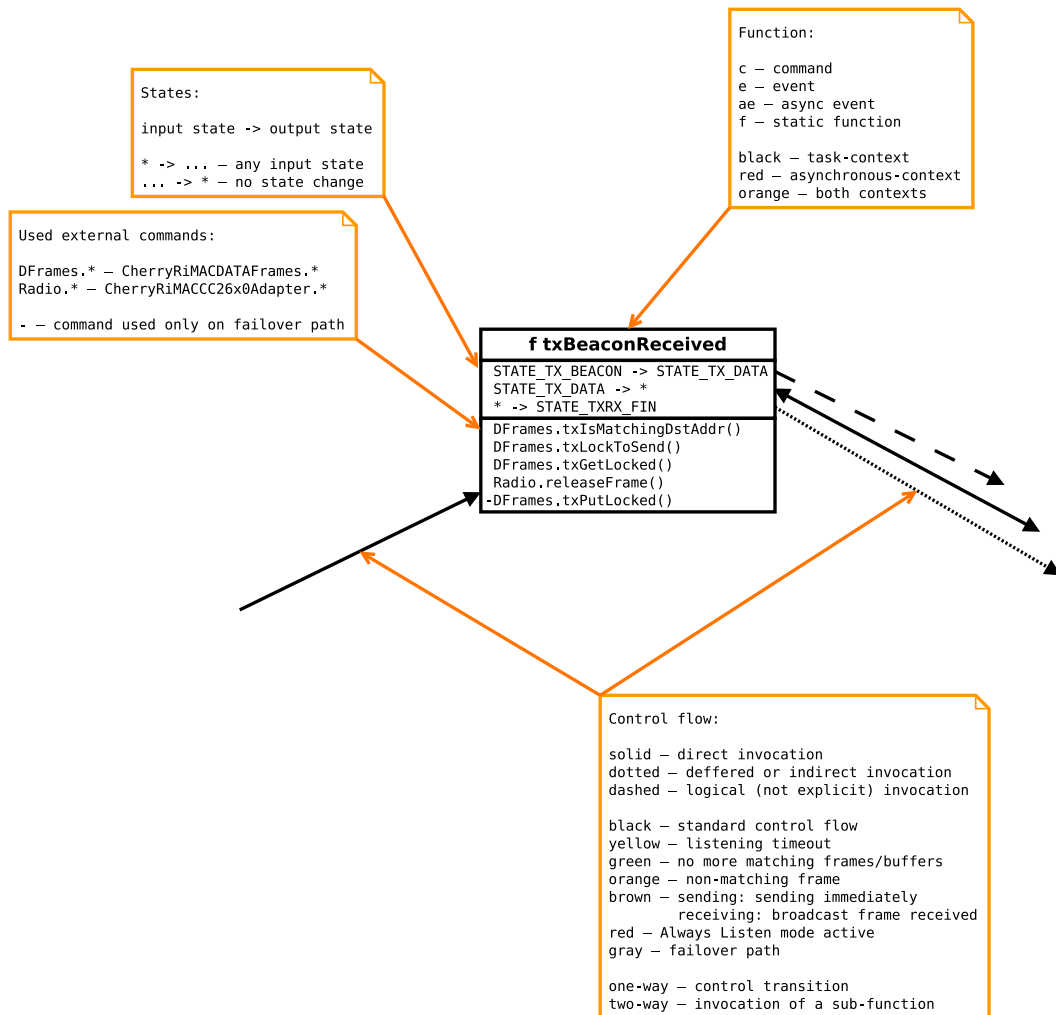 Function:
c – command
e – event
ae – async event
f – static function
black – task-context
red – asynchronous-context
orange – both contexts
States:
input state -> output state
* -> ... – any input state
... -> * – no state change
Used external commands:
DFrames.* – CherryRiMACDATAFrames.*
Radio.* – CherryRiMACCC26x0Adapter.*
- – command used only on failover path
f txBeaconReceived
STATE_TX_BEACON -> STATE_TX_DATA
STATE_TX_DATA -> *
* -> STATE_TXRX_FIN
DFrames.txIsMatchingDstAddr()
DFrames.txLockToSend()
DFrames.txGetLocked()
Radio.releaseFrame()
-DFrames.txPutLocked()
Control flow:
solid – direct invocation
dotted – deffered or indirect invocation
dashed – logical (not explicit) invocation
black – standard control flow
yellow – listening timeout
green – no more matching frames/buffers
orange – non-matching frame
brown – sending: sending immediately
receiving: broadcast frame received
red – Always Listen mode active
gray – failover path
one-way – control transition
two-way – invocation of a sub-function